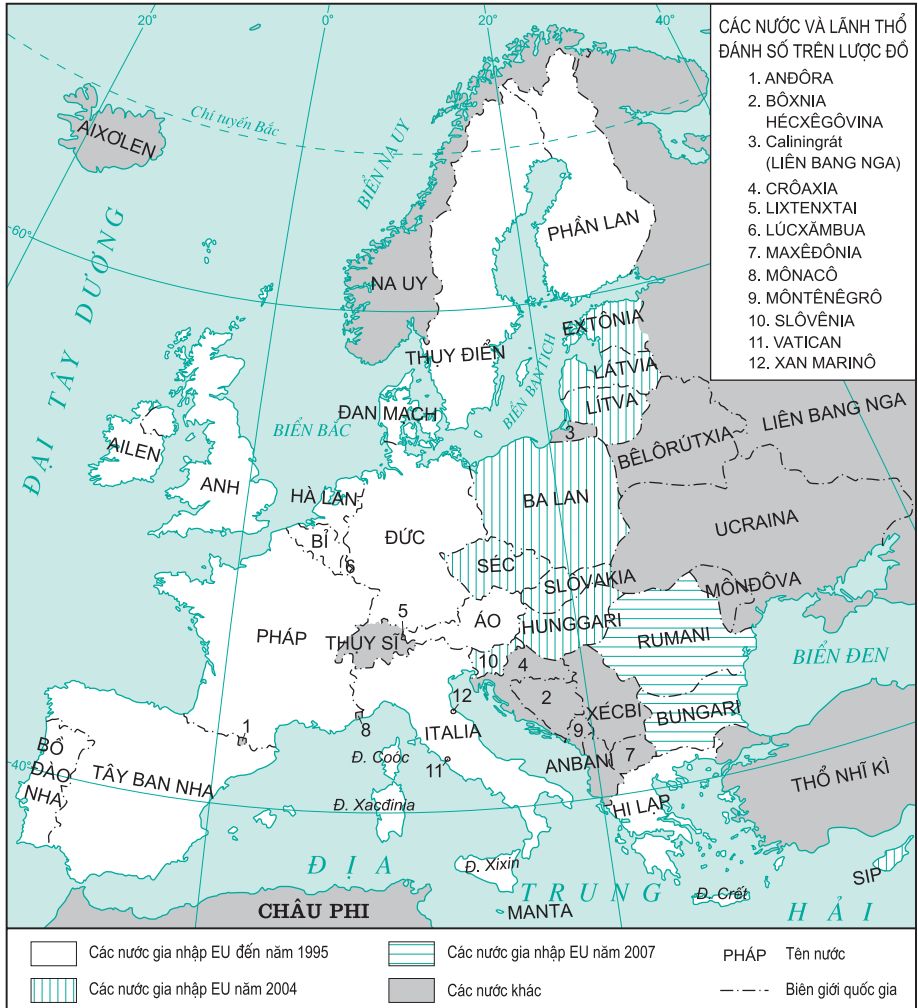 20°
0°
20°
40°
CÁC NƯỚC VÀ LÃNH THỔ
ĐÁNH SỐ TRÊN LƯỢC ĐỒ
1. ANĐÔRA
2. BÔXNIA
HÉCXÊGÔVINA
3. Caliningrát
(LIÊN BANG NGA)
4. CRÔAXIA
5. LIXTENXTAI
6. LÚCXĂMBUA
7. MAXÊĐÔNIA
8. MÔNACÔ
9. MÔNTÊNÊGRÔ
10. SLÔVÊNIA
11. VATICAN
12. XAN MARINÔ
Chí tuyến Bắc
AIXƠLEN
BIỂN NA UY
ĐẠI TÂY DƯƠNG
60°
PHẦN LAN
NA UY
EXTÔNIA
THỤY ĐIỂN
LÁTVIA
BIỂN BANTÍCH
LÍTVA
ĐAN MẠCH
BIỂN BẮC
3
LIÊN BANG NGA
BÊLÔRÚTXIA
AILEN
ANH
HÀ LAN
BA LAN
BỈ
ĐỨC
UCRAINA
6
SÉC
SLÔVAKIA
MÔNĐÔVA
5
ÁO
HUNGGARI
PHÁP
THỤY SĨ
RUMANI
BIỂN ĐEN
10
4
12
2
XÉCBI
BUNGARI
1
8
ITALIA
9
BỒ
ĐÀO
NHA
TÂY BAN NHA
Đ. Coóc
11
ANBANI
7
THỔ NHĨ KÌ
40°
Đ. Xacđinia
HI LẠP
ĐỊA
Đ. Xixin
SIP
TRUNG
Đ. Crét
HẢI
CHÂU PHI
MANTA
Các nước gia nhập EU đến năm 1995
Các nước gia nhập EU năm 2007
PHÁP
Tên nước
Các nước gia nhập EU năm 2004
Các nước khác
Biên giới quốc gia